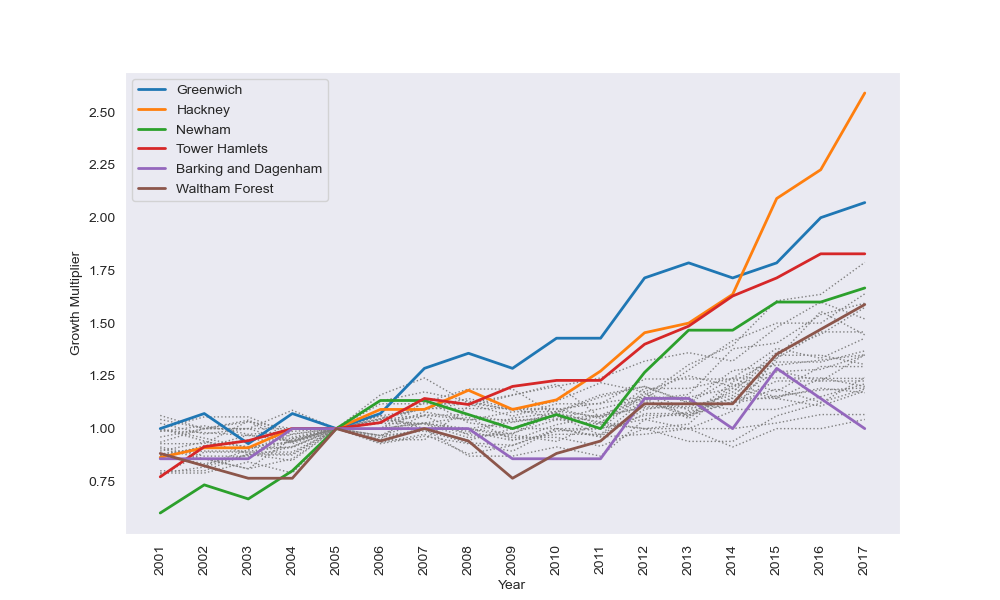 Greenwich
Hackney
Newham
Tower Hamlets
Barking and Dagenham
Waltham Forest
2.50
2.25
2.00
1.75
1.50
1.25
1.00
0.75
Growth Multiplier
2001 2002 2003 2004 2005 2006 2007 2008 2009 2010 2011 2012 2013 2014 2015 2016 2017
Year